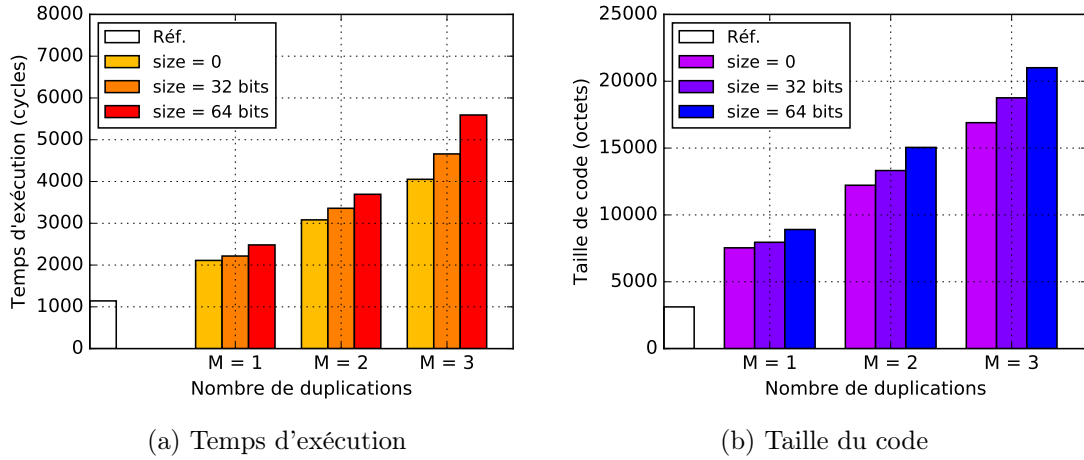 8000
7000
6000
5000
4000
3000
2000
1000
0
Temps d'exécution (cycles)
Réf.
size = 0
size = 32 bits
size = 64 bits
M = 1 M = 2 M = 3
Nombre de duplications
(a) Temps d'exécution
25000
20000
15000
10000
5000
0
Taille de code (octets)
Réf.
size = 0
size = 32 bits
size = 64 bits
M = 1 M = 2 M = 3
Nombre de duplications
(b) Taille du code